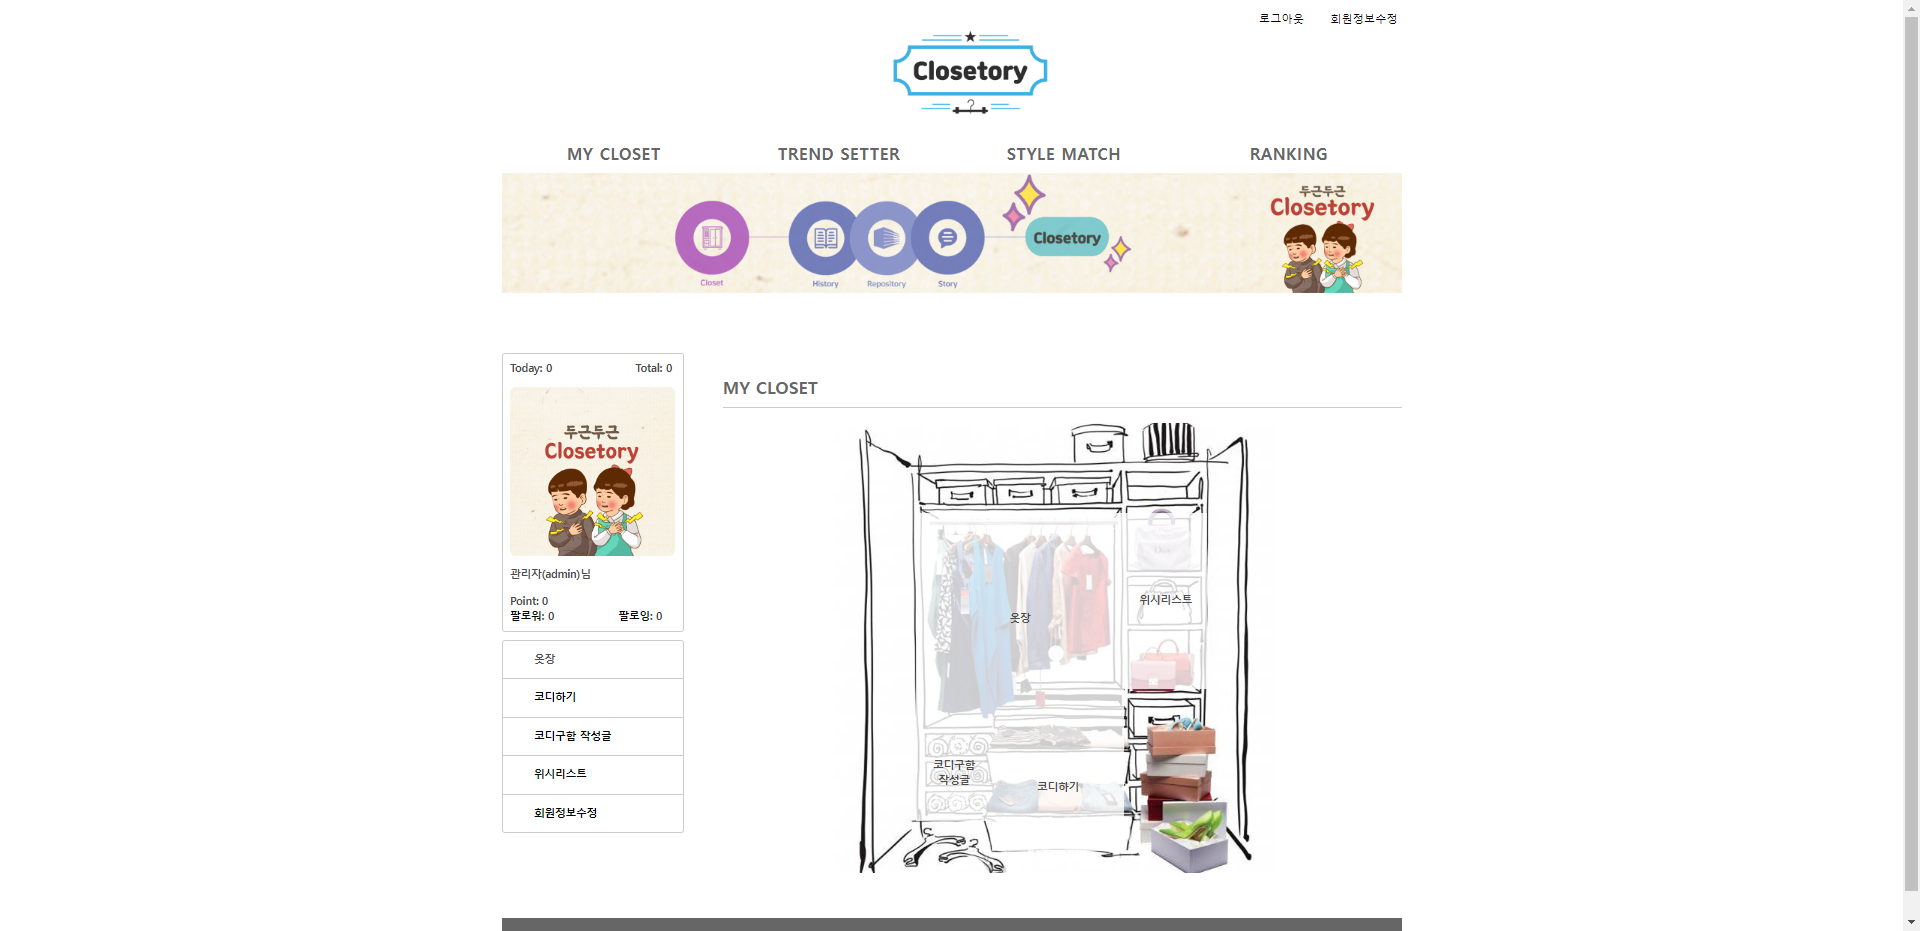 로그아웃 회원정보수정
Closetory
MY CLOSET TREND SETTER STYLE MATCH RANKING
두근두근
Closetory
Closetory
Closet History Repository Story
Today: 0 Total: 0
MY CLOSET
두근두근
Closetory
관리자(admin)님
Point: 0
팔로워: 0 팔로잉: 0
옷장
코디하기
코디구함 작성글
위시리스트
회원정보수정
위시리스트
옷장
코디구함
작성글
코디하기